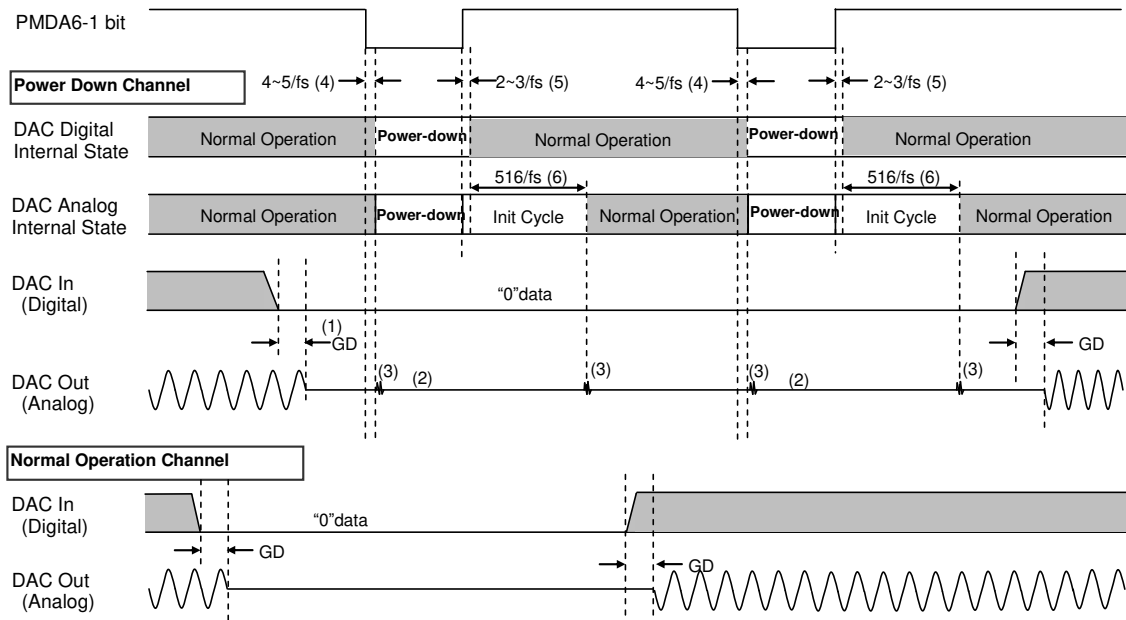 PMDA6-1 bit
4~5/fs (4)
2~3/fs (5)
4~5/fs (4)
2~3/fs (5)
Power Down Channel
DAC Digital
Internal State
Normal Operation
Power-down
Normal Operation
Power-down
Normal Operation
516/fs (6)
516/fs (6)
DAC Analog
Internal State
Normal Operation
Power-down
Init Cycle
Normal Operation
Power-down
Init Cycle
Normal Operation
DAC In
(Digital)
“0”data
(1)
GD
GD
DAC Out
(Analog)
(3)
(2)
(3)
(3)
(2)
(3)
Normal Operation Channel
DAC In
(Digital)
“0”data
GD
GD
DAC Out
(Analog)